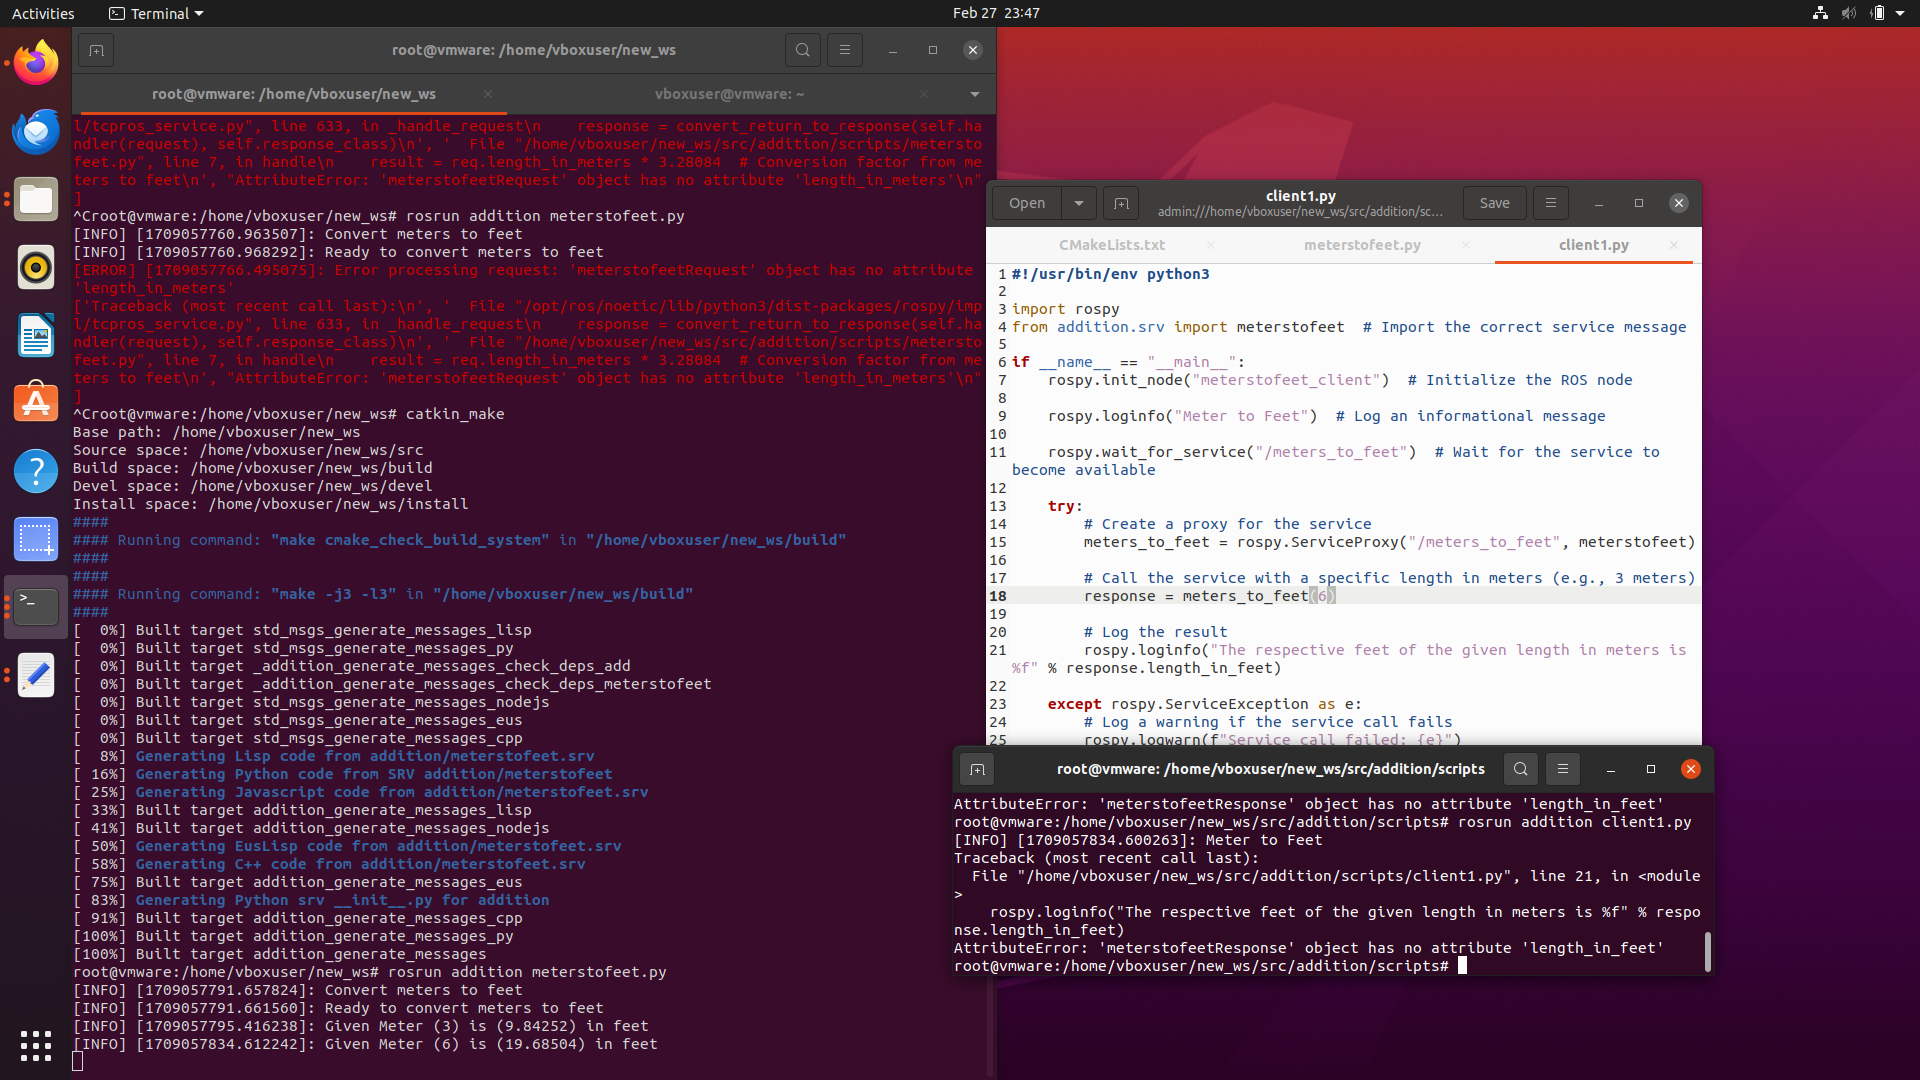 Activities
Terminal
Feb 27 23:47
root@vmware: /home/vboxuser/new_ws
root@vmware: /home/vboxuser/new_ws
vboxuser@vmware: ~
l/tcpros_service.py", line 633, in _handle_request\n    response = convert_return_to_response(self.ha
ndler(request), self.response_class)\n', '  File "/home/vboxuser/new_ws/src/addition/scripts/metersto
feet.py", line 7, in handle\n    result = req.length_in_meters * 3.28084  # Conversion factor from me
ters to feet\n', "AttributeError: 'meterstofeetRequest' object has no attribute 'length_in_meters'\n"
]
^Croot@vmware:/home/vboxuser/new_ws# rosrun addition meterstofeet.py
[INFO] [1709057760.963507]: Convert meters to feet
[INFO] [1709057760.968292]: Ready to convert meters to feet
[ERROR] [1709057766.495075]: Error processing request: 'meterstofeetRequest' object has no attribute
'length_in_meters'
['Traceback (most recent call last):\n', '  File "/opt/ros/noetic/lib/python3/dist-packages/rospy/imp
l/tcpros_service.py", line 633, in _handle_request\n    response = convert_return_to_response(self.ha
ndler(request), self.response_class)\n', '  File "/home/vboxuser/new_ws/src/addition/scripts/metersto
feet.py", line 7, in handle\n    result = req.length_in_meters * 3.28084  # Conversion factor from me
ters to feet\n', "AttributeError: 'meterstofeetRequest' object has no attribute 'length_in_meters'\n"
]
^Croot@vmware:/home/vboxuser/new_ws# catkin_make
Base path: /home/vboxuser/new_ws
Source space: /home/vboxuser/new_ws/src
Build space: /home/vboxuser/new_ws/build
Devel space: /home/vboxuser/new_ws/devel
Install space: /home/vboxuser/new_ws/install
####
#### Running command: "make cmake_check_build_system" in "/home/vboxuser/new_ws/build"
####
####
#### Running command: "make -j3 -l3" in "/home/vboxuser/new_ws/build"
####
[  0%] Built target std_msgs_generate_messages_lisp
[  0%] Built target std_msgs_generate_messages_py
[  0%] Built target _addition_generate_messages_check_deps_add
[  0%] Built target _addition_generate_messages_check_deps_meterstofeet
[  0%] Built target std_msgs_generate_messages_nodejs
[  0%] Built target std_msgs_generate_messages_eus
[  0%] Built target std_msgs_generate_messages_cpp
[  8%] Generating Lisp code from addition/meterstofeet.srv
[ 16%] Generating Python code from SRV addition/meterstofeet
[ 25%] Generating Javascript code from addition/meterstofeet.srv
[ 33%] Built target addition_generate_messages_lisp
[ 41%] Built target addition_generate_messages_nodejs
[ 50%] Generating EusLisp code from addition/meterstofeet.srv
[ 58%] Generating C++ code from addition/meterstofeet.srv
[ 75%] Built target addition_generate_messages_eus
[ 83%] Generating Python srv __init__.py for addition
[ 91%] Built target addition_generate_messages_cpp
[100%] Built target addition_generate_messages_py
[100%] Built target addition_generate_messages
root@vmware:/home/vboxuser/new_ws# rosrun addition meterstofeet.py
[INFO] [1709057791.657824]: Convert meters to feet
[INFO] [1709057791.661560]: Ready to convert meters to feet
[INFO] [1709057795.416238]: Given Meter (3) is (9.84252) in feet
[INFO] [1709057834.612242]: Given Meter (6) is (19.68504) in feet
Open
client1.py
admin:///home/vboxuser/new_ws/src/addition/sc...
Save
CMakeLists.txt
meterstofeet.py
client1.py
1 #!/usr/bin/env python3
2
3 import rospy
4 from addition.srv import meterstofeet  # Import the correct service message
5
6 if __name__ == "__main__":
7     rospy.init_node("meterstofeet_client")  # Initialize the ROS node
8
9     rospy.loginfo("Meter to Feet")  # Log an informational message
10
11     rospy.wait_for_service("/meters_to_feet")  # Wait for the service to
become available
12
13     try:
14         # Create a proxy for the service
15         meters_to_feet = rospy.ServiceProxy("/meters_to_feet", meterstofeet)
16
17         # Call the service with a specific length in meters (e.g., 3 meters)
18         response = meters_to_feet(6)
19
20         # Log the result
21         rospy.loginfo("The respective feet of the given length in meters is
%f" % response.length_in_feet)
22
23     except rospy.ServiceException as e:
24         # Log a warning if the service call fails
25         rospy.logwarn(f"Service call failed: {e}")
root@vmware: /home/vboxuser/new_ws/src/addition/scripts
AttributeError: 'meterstofeetResponse' object has no attribute 'length_in_feet'
root@vmware:/home/vboxuser/new_ws/src/addition/scripts# rosrun addition client1.py
[INFO] [1709057834.600263]: Meter to Feet
Traceback (most recent call last):
  File "/home/vboxuser/new_ws/src/addition/scripts/client1.py", line 21, in <module
>
    rospy.loginfo("The respective feet of the given length in meters is %f" % respo
nse.length_in_feet)
AttributeError: 'meterstofeetResponse' object has no attribute 'length_in_feet'
root@vmware:/home/vboxuser/new_ws/src/addition/scripts#